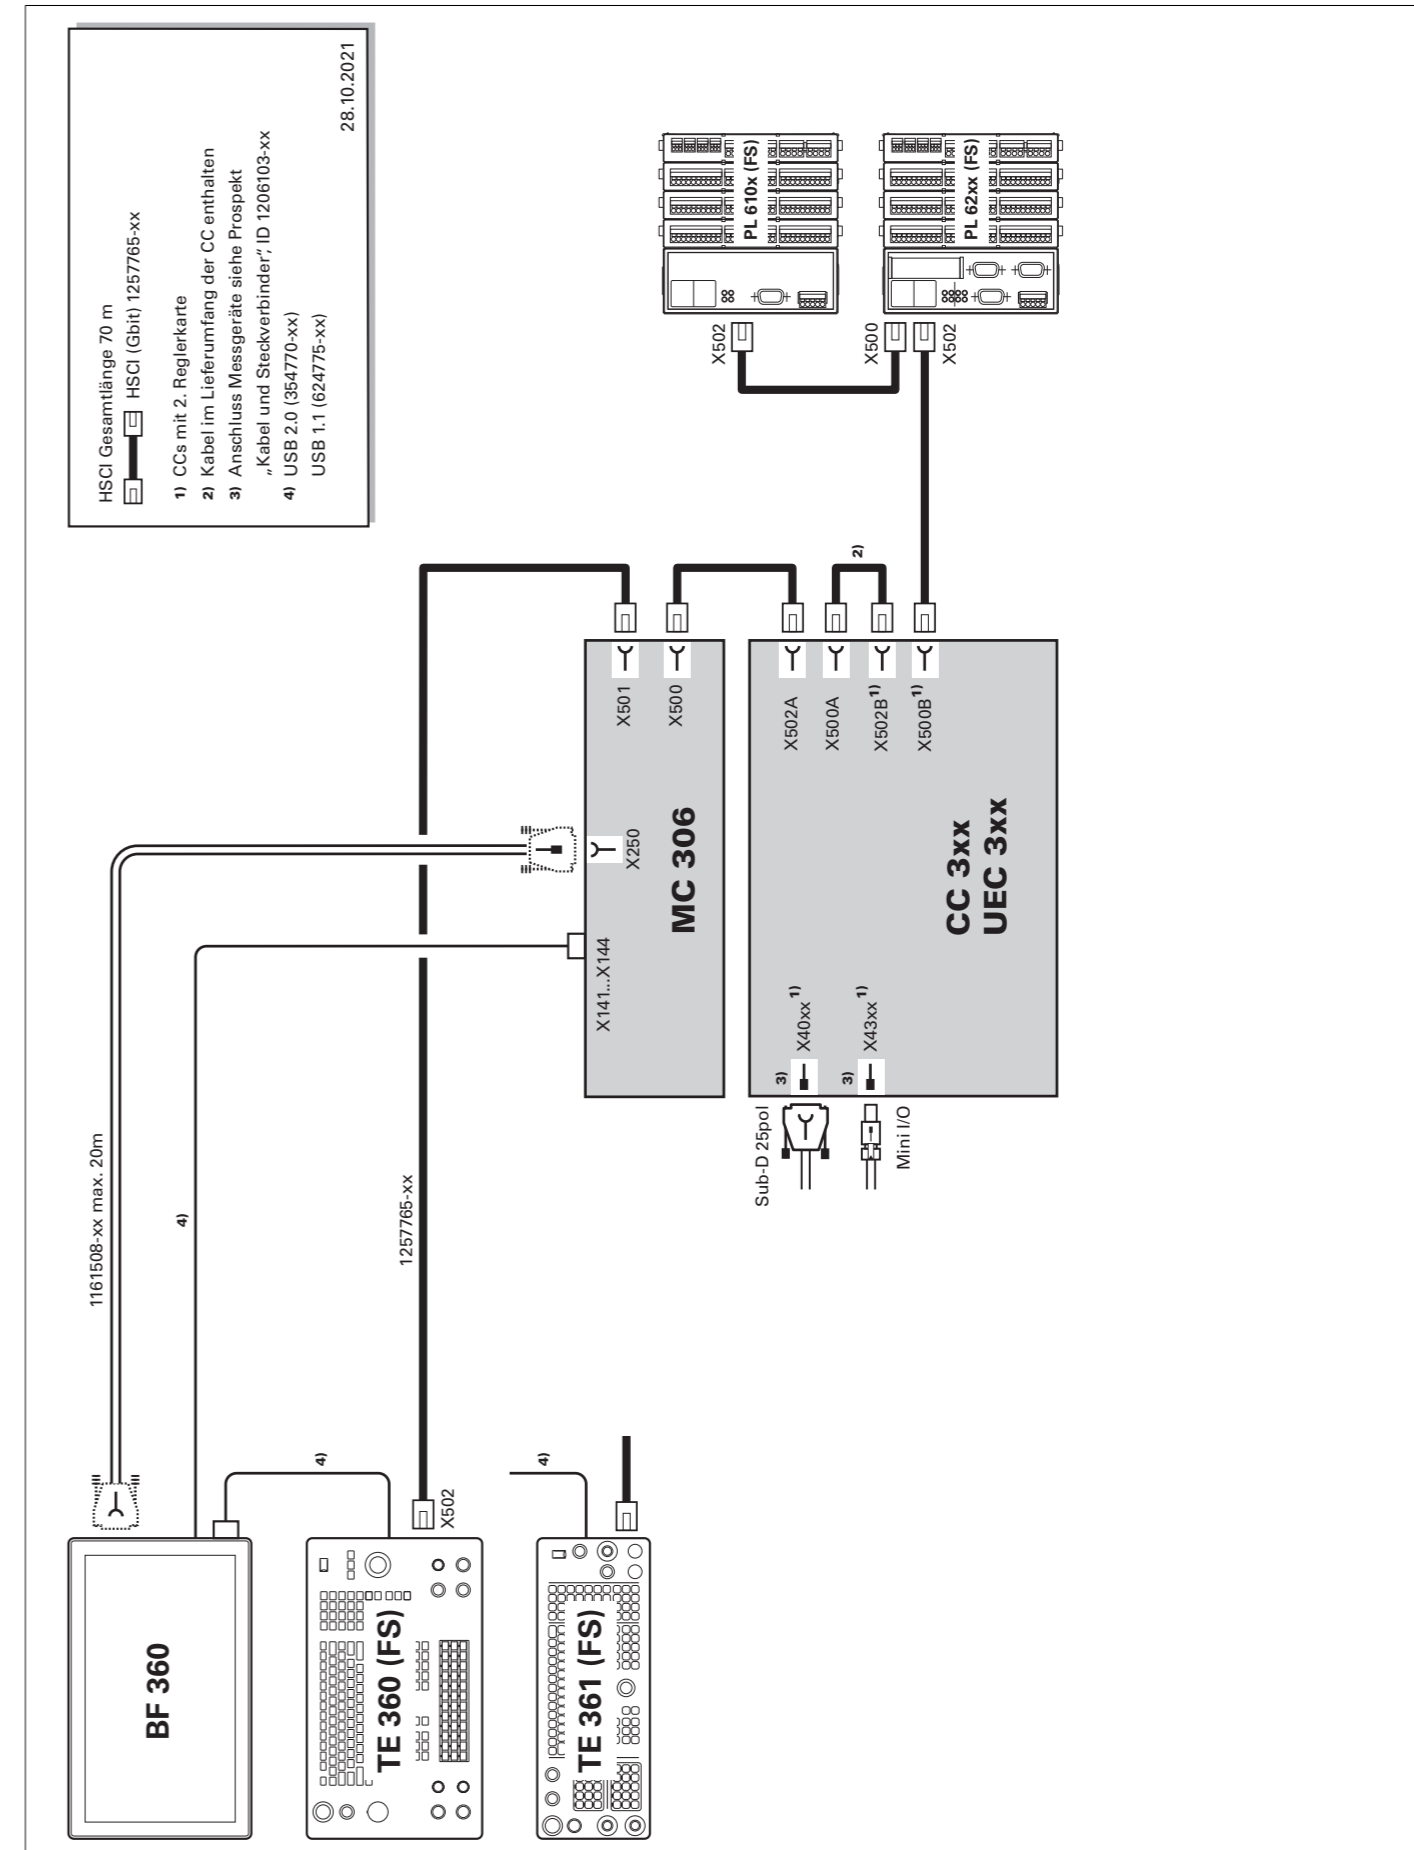 HSCI Gesamtlänge 70 m
HSCI (Gbit) 1257765-xx
1) CCs mit 2. Reglerkarte
2) Kabel im Lieferumfang der CC enthalten
3) Anschluss Messgeräte siehe Prospekt
„Kabel und Steckverbinder“, ID 1206103-xx
4) USB 2.0 (354770-xx)
USB 1.1 (624775-xx)
28.10.2021
BF 360
1161508-xx max. 20m
4)
4)
TE 360 (FS)
X502
1257765-xx
TE 361 (FS)
4)
MC 306
X141...X144
X250
X501
X500
CC 3xx
UEC 3xx
Sub-D 25pol
3)
X40xx 1)
Mini I/O
3)
X43xx 1)
X502A
X500A
X502B 1)
X500B 1)
2)
PL 610x (FS)
X502
PL 62xx (FS)
X500
X502